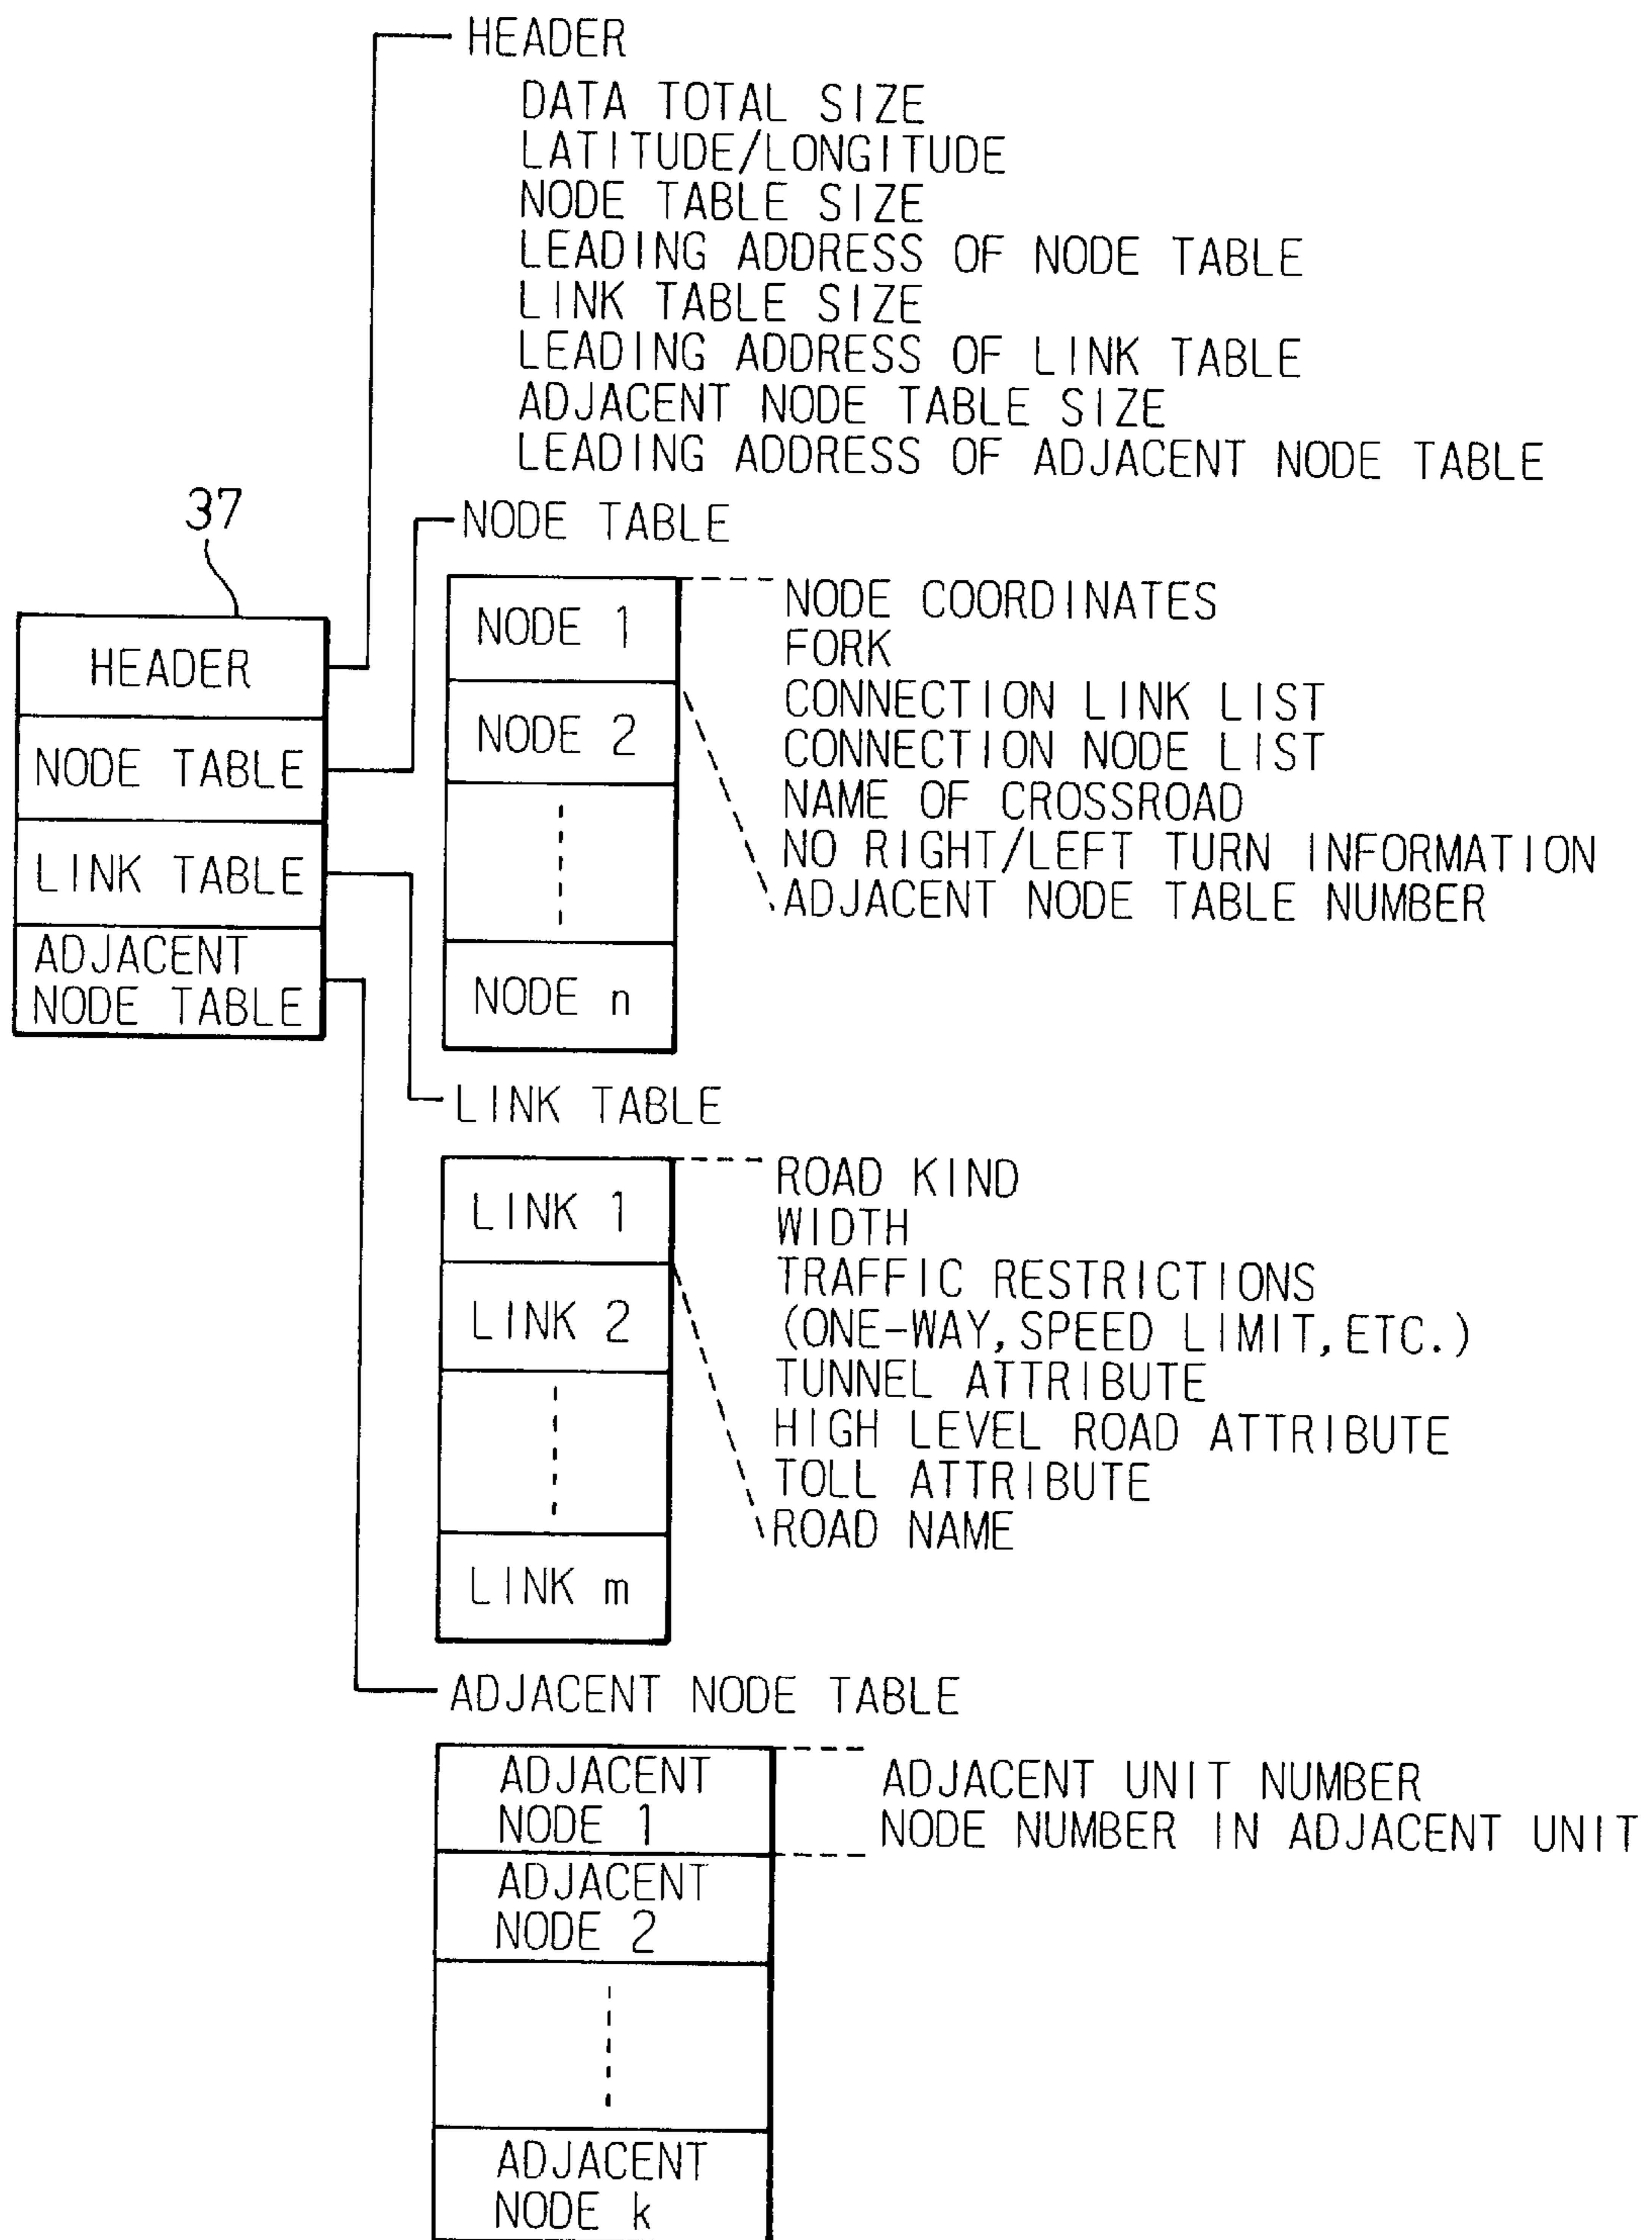 HEADER
DATA TOTAL SIZE
LATITUDE/LONGITUDE
NODE TABLE SIZE
LEADING ADDRESS OF NODE TABLE
LINK TABLE SIZE
LEADING ADDRESS OF LINK TABLE
ADJACENT NODE TABLE SIZE
LEADING ADDRESS OF ADJACENT NODE TABLE
37
HEADER
NODE TABLE
LINK TABLE
ADJACENT
NODE TABLE
NODE TABLE
NODE 1
NODE 2
NODE n
NODE COORDINATES
FORK
CONNECTION LINK LIST
CONNECTION NODE LIST
NAME OF CROSSROAD
NO RIGHT/LEFT TURN INFORMATION
ADJACENT NODE TABLE NUMBER
LINK TABLE
LINK 1
LINK 2
LINK m
ROAD KIND
WIDTH
TRAFFIC RESTRICTIONS
(ONE-WAY, SPEED LIMIT, ETC.)
TUNNEL ATTRIBUTE
HIGH LEVEL ROAD ATTRIBUTE
TOLL ATTRIBUTE
ROAD NAME
ADJACENT NODE TABLE
ADJACENT
NODE 1
ADJACENT
NODE 2
ADJACENT
NODE k
ADJACENT UNIT NUMBER
NODE NUMBER IN ADJACENT UNIT